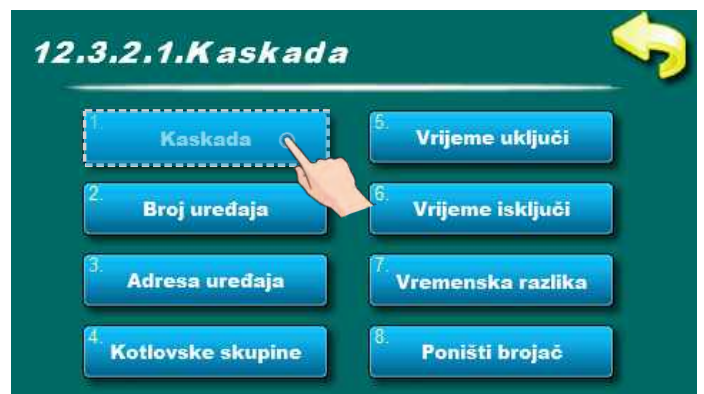 12.3.2.1.Kaskada
1.
Kaskada
2.
Broj uređaja
3.
Adresa uređaja
4.
Kotlovske skupine
5.
Vrijeme uključi
6.
Vrijeme isključi
7.
Vremenska razlika
8.
Poništi brojač